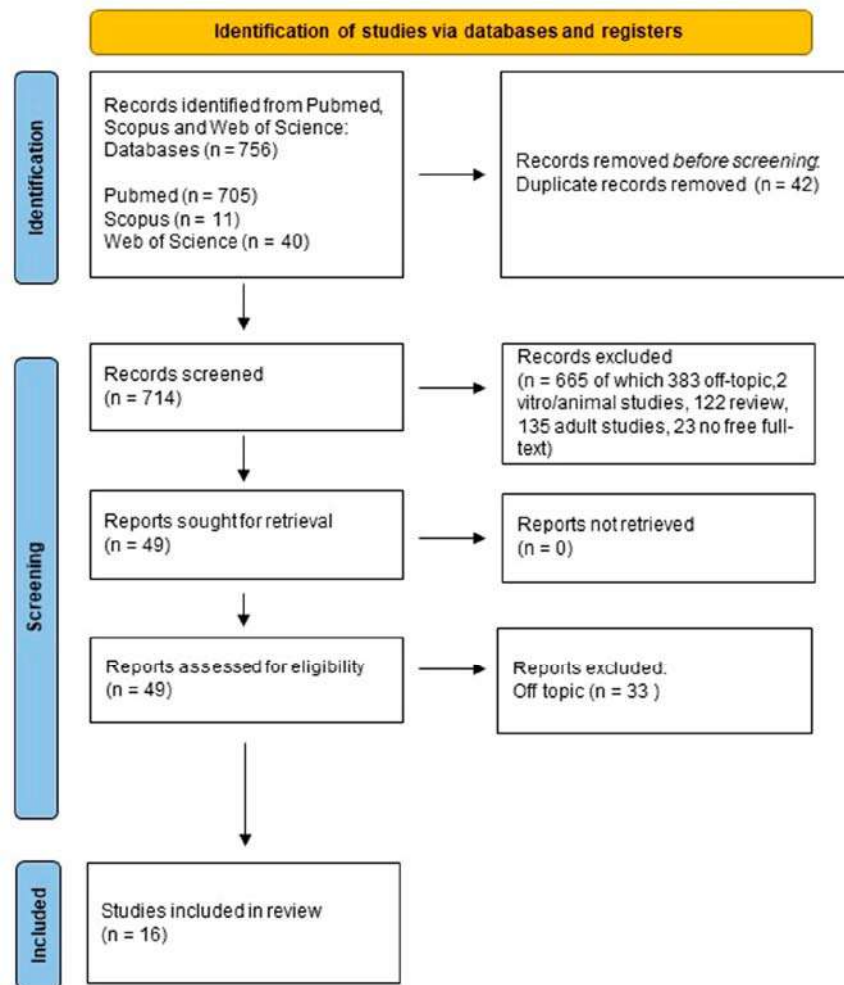 Identification of studies via databases and registers
Identification
Records identified from Pubmed,
Scopus and Web of Science:
Databases (n = 756)
Pubmed (n = 705)
Scopus (n = 11)
Web of Science (n = 40)
Records removed before screening:
Duplicate records removed (n = 42)
Screening
Records screened
(n = 714)
Records excluded
(n = 665 of which 383 off-topic,2
vitro/animal studies, 122 review,
135 adult studies, 23 no free full-
text)
Reports sought for retrieval
(n = 49)
Reports not retrieved
(n = 0)
Reports assessed for eligibility
(n = 49)
Reports excluded:
Off topic (n = 33 )
Included
Studies included in review
(n = 16)